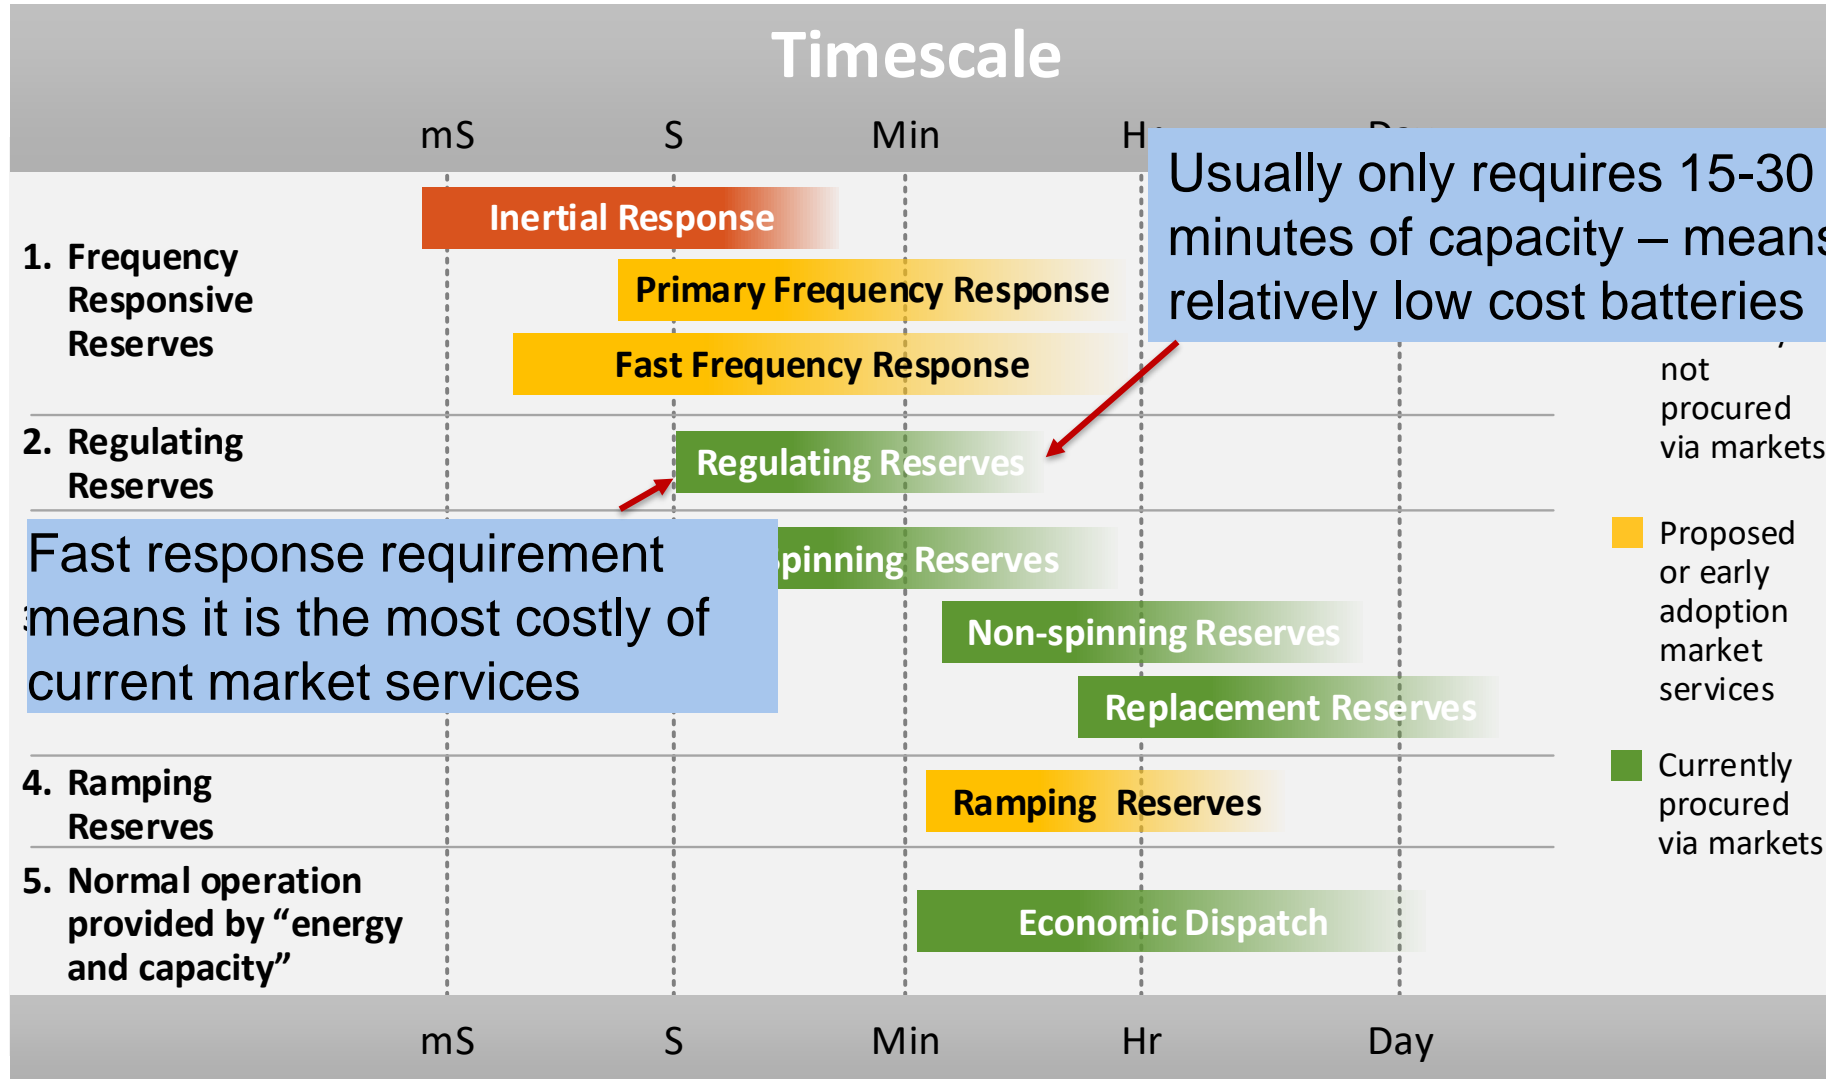 Timescale
mS S Min
Usually only requires 15-30
minutes of capacity – means
relatively low cost batteries
1. Frequency
Responsive
Reserves
Inertial Response
Primary Frequency Response
Fast Frequency Response
not
procured
via markets
2. Regulating
Reserves
Regulating Reserves
Fast response requirement
means it is the most costly of
current market services
Spinning Reserves
Non-spinning Reserves
Replacement Reserves
Proposed
or early
adoption
market
services
4. Ramping
Reserves
Ramping Reserves
Currently
procured
via markets
5. Normal operation
provided by “energy
and capacity”
Economic Dispatch
mS S Min Hr Day